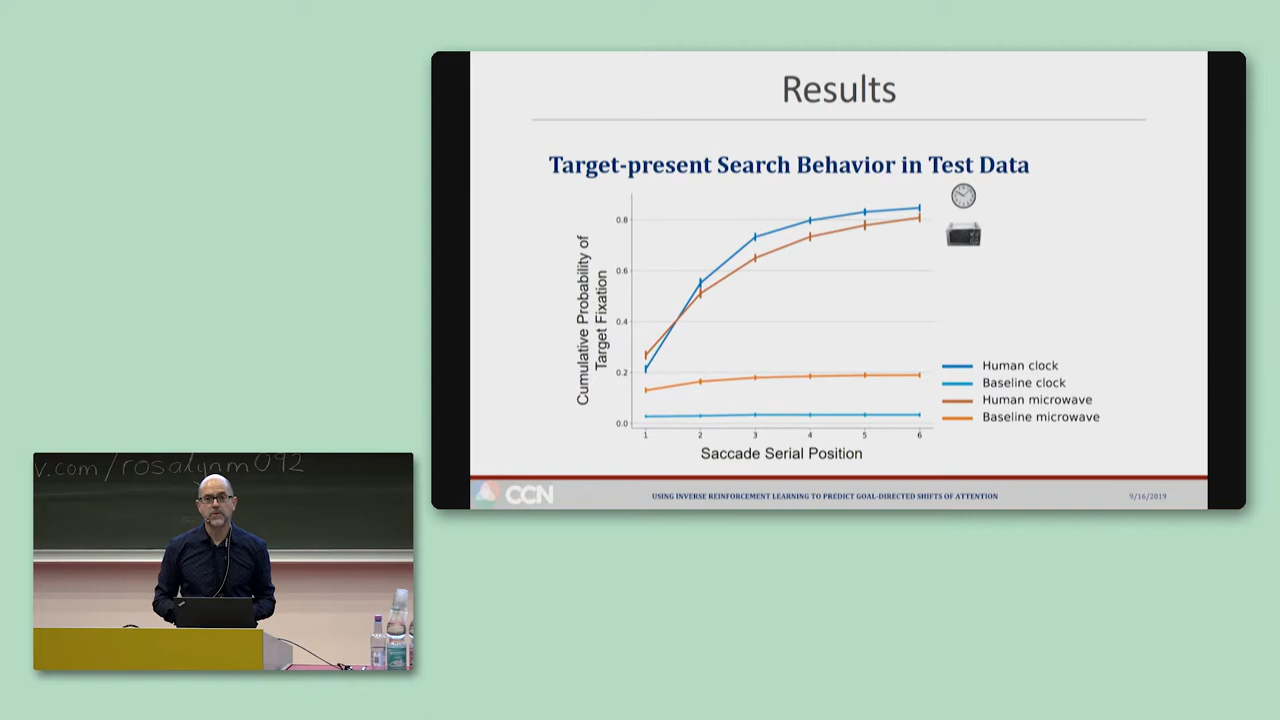 Results
Target-present Search Behavior in Test Data
Cumulative Probability of
Target Fixation
0.8
0.6
0.4
0.2
0.0
1 2 3 4 5 6
Saccade Serial Position
Human clock
Baseline clock
Human microwave
Baseline microwave
CCN
USING INVERSE REINFORCEMENT LEARNING TO PREDICT GOAL-DIRECTED SHIFTS OF ATTENTION
9/16/2019
v.com/rosalynm092